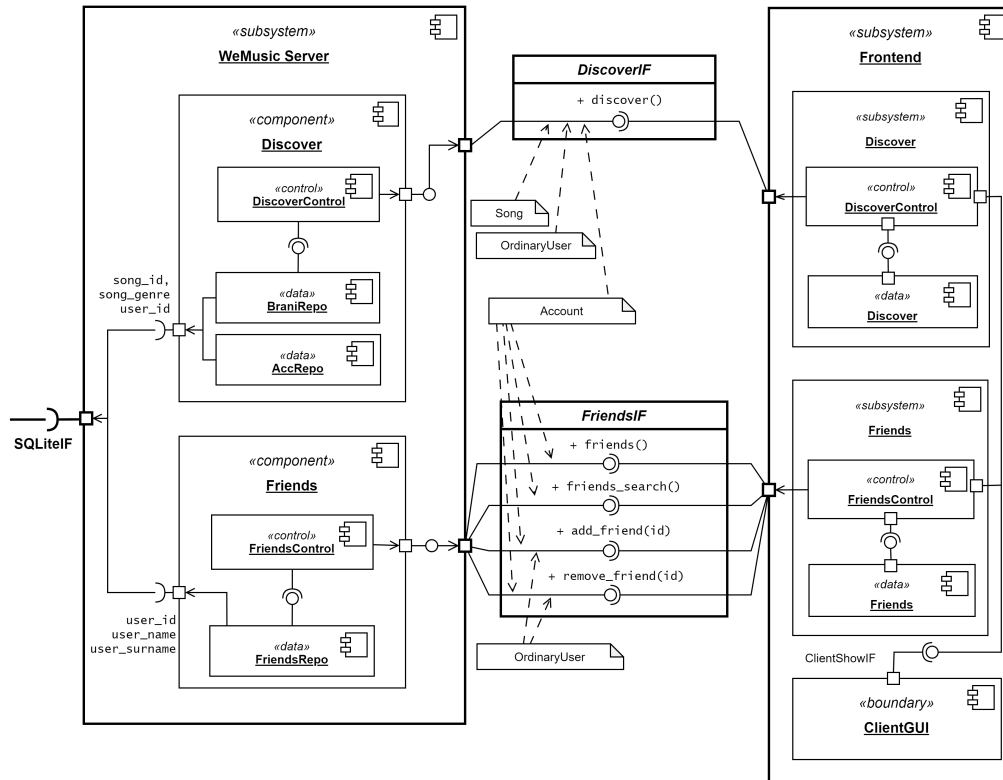 «subsystem»
WeMusic Server
«component»
Discover
«control»
DiscoverControl
«data»
BraniRepo
«data»
AccRepo
song_id,
song_genre
user_id
SQLiteIF
«component»
Friends
«control»
FriendsControl
«data»
FriendsRepo
user_id
user_name
user_surname
DiscoverIF
+ discover()
Song
OrdinaryUser
Account
FriendsIF
+ friends()
+ friends_search()
+ add_friend(id)
+ remove_friend(id)
OrdinaryUser
«subsystem»
Frontend
«subsystem»
Discover
«control»
DiscoverControl
«data»
Discover
«subsystem»
Friends
«control»
FriendsControl
«data»
Friends
ClientShowIF
«boundary»
ClientGUI